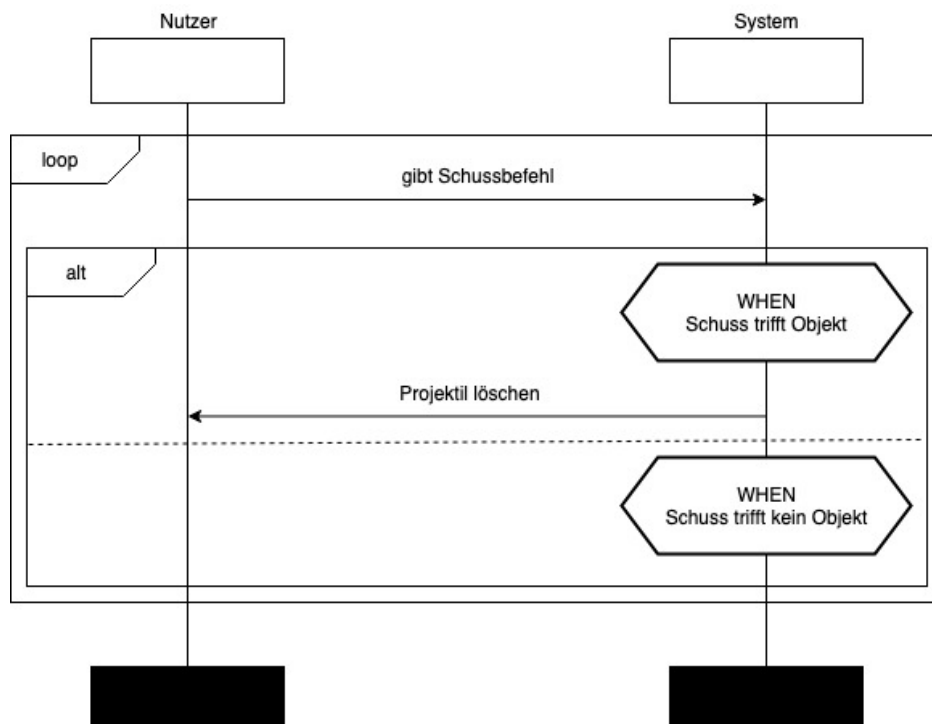 Nutzer
System
loop
gibt Schussbefehl
alt
WHEN
Schuss trifft Objekt
Projektil löschen
WHEN
Schuss trifft kein Objekt